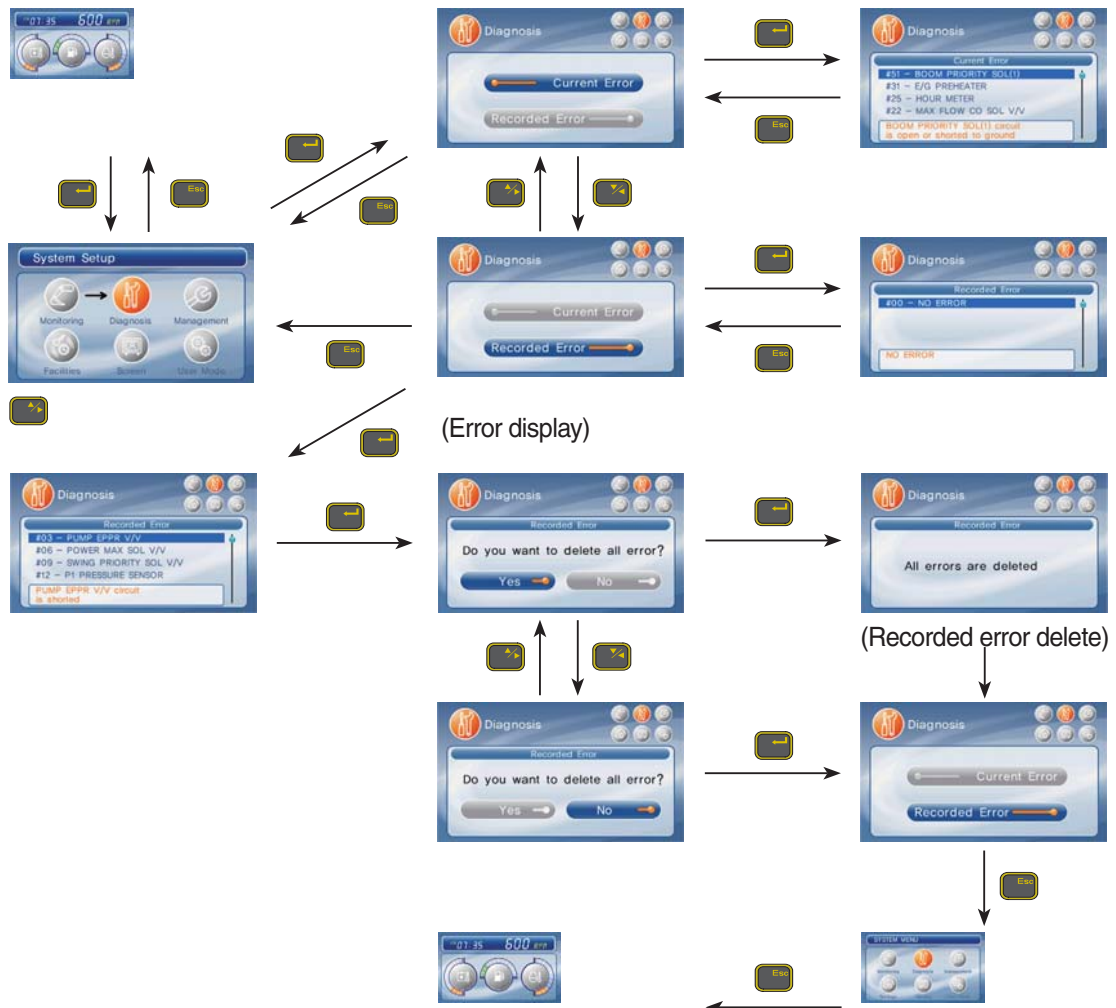 07:35 600 RPM
Diagnosis
Current Error
Recorded Error
Diagnosis
Current Error
#51 - BOOM PRIORITY SOL(1)
#31 - E/G PREHEATER
#25 - HOUR METER
#22 - MAX FLOW CO SOL V/V
BOOM PRIORITY SOL(1) circuit
is open or shorted to ground
Esc
Esc
Esc
System Setup
Monitoring
Diagnosis
Management
Facilities
Screen
User Mode
Esc
Diagnosis
Current Error
Recorded Error
Esc
Diagnosis
Recorded Error
#00 - NO ERROR
NO ERROR
(Error display)
Diagnosis
Recorded Error
#03 - PUMP EPPR V/V
#06 - POWER MAX SOL V/V
#09 - SWING PRIORITY SOL V/V
#12 - P1 PRESSURE SENSOR
PUMP EPPR V/V circuit
is shorted
Diagnosis
Recorded Error
Do you want to delete all error?
Yes No
Diagnosis
Recorded Error
All errors are deleted
(Recorded error delete)
Diagnosis
Recorded Error
Do you want to delete all error?
Yes No
Diagnosis
Current Error
Recorded Error
Esc
07:35 600 RPM
Esc
SYSTEM MENU
Monitoring
Diagnosis
Management